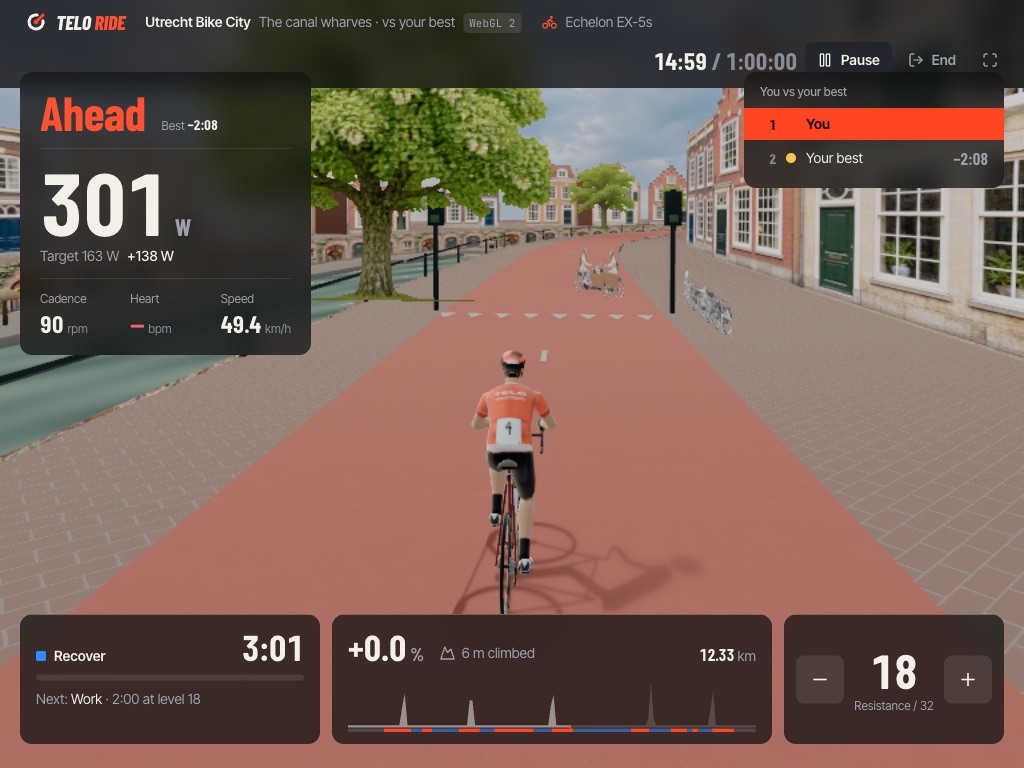 TELO RIDE Utrecht Bike City The canal wharves · vs your best WebGL 2 Echelon EX-5s
14:59 / 1:00:00 Pause End
Ahead Best −2:08
301 W
Target 163 W +138 W
Cadence Heart Speed
90 rpm — bpm 49.4 km/h
You vs your best
1 You
2 Your best −2:08
TELO
Recover 3:01
Next: Work · 2:00 at level 18
+0.0 % 6 m climbed 12.33 km
− 18 +
Resistance / 32